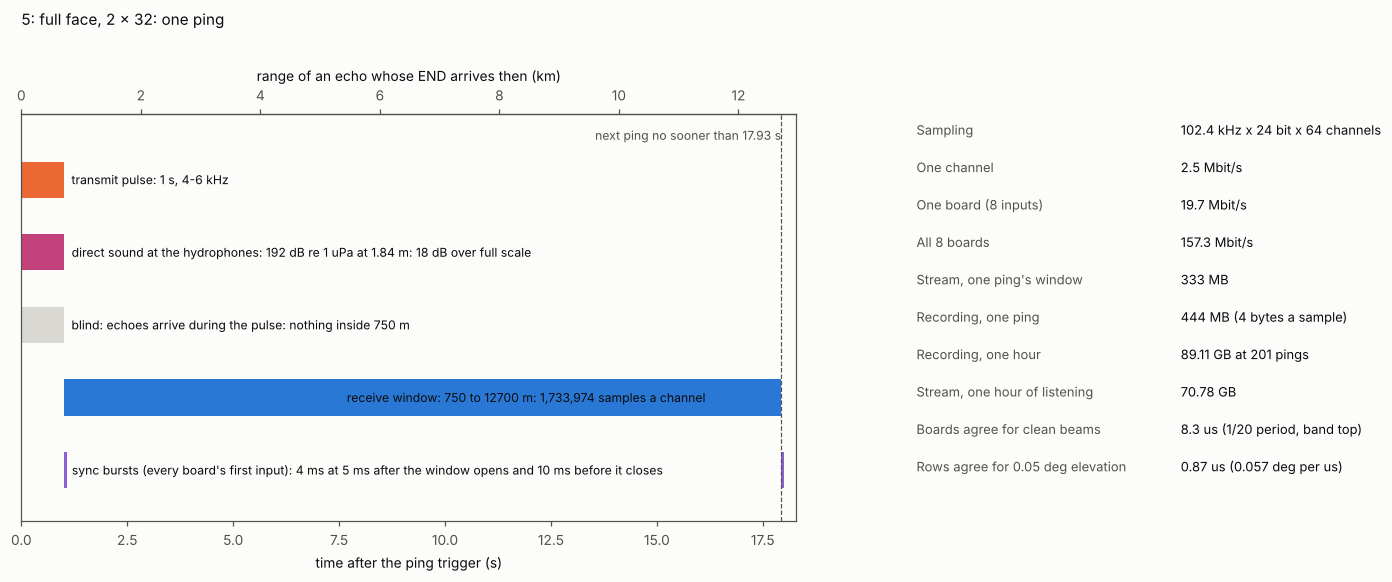 5: full face, 2 × 32: one ping
range of an echo whose END arrives then (km)
0 2 4 6 8 10 12
next ping no sooner than 17.93 s
transmit pulse: 1 s, 4-6 kHz
direct sound at the hydrophones: 192 dB re 1 uPa at 1.84 m: 18 dB over full scale
blind: echoes arrive during the pulse: nothing inside 750 m
receive window: 750 to 12700 m: 1,733,974 samples a channel
sync bursts (every board's first input): 4 ms at 5 ms after the window opens and 10 ms before it closes
0.0 2.5 5.0 7.5 10.0 12.5 15.0 17.5
time after the ping trigger (s)
Sampling 102.4 kHz x 24 bit x 64 channels
One channel 2.5 Mbit/s
One board (8 inputs) 19.7 Mbit/s
All 8 boards 157.3 Mbit/s
Stream, one ping's window 333 MB
Recording, one ping 444 MB (4 bytes a sample)
Recording, one hour 89.11 GB at 201 pings
Stream, one hour of listening 70.78 GB
Boards agree for clean beams 8.3 us (1/20 period, band top)
Rows agree for 0.05 deg elevation 0.87 us (0.057 deg per us)